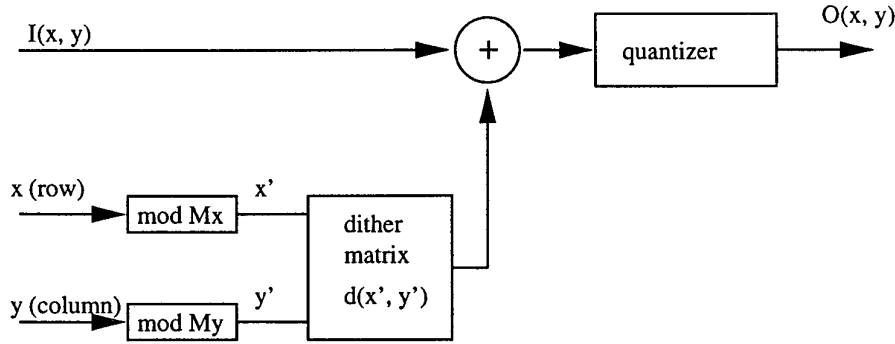 I(x, y)
+
quantizer
O(x, y)
x (row)
mod Mx
x'
dither
matrix
d(x', y')
y (column)
mod My
y'